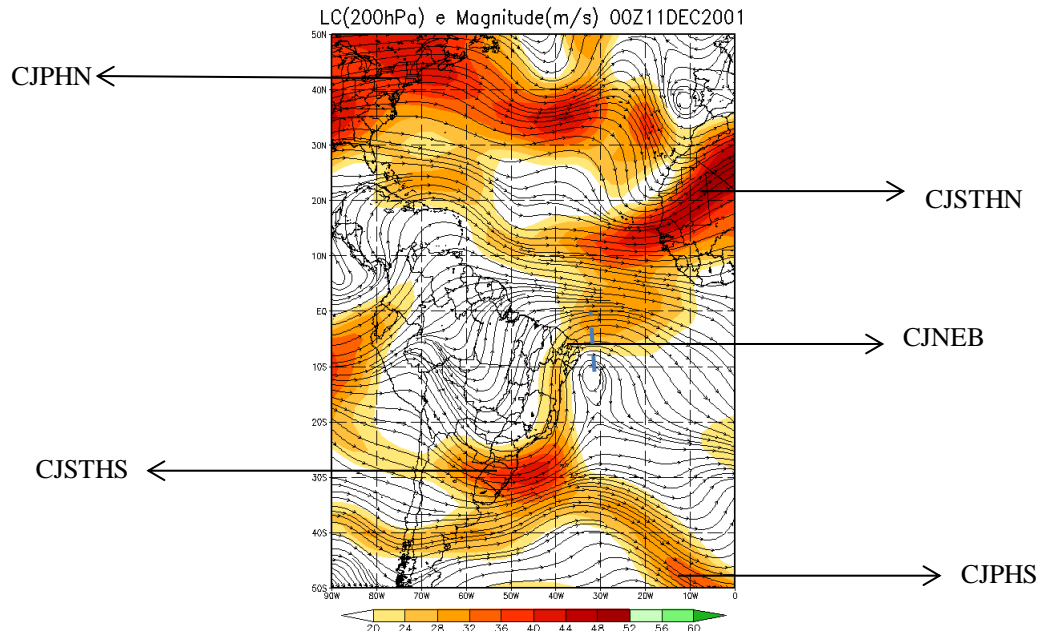 LC(200hPa) e Magnitude(m/s) 00Z11DEC2001
50N
CJPHN
40N
30N
CJSTHN
20N
10N
EQ
CJNEB
10S
20S
CJSTHS
30S
40S
CJPHS
50S
90W 80W 70W 60W 50W 40W 30W 20W 10W 0
20 24 28 32 36 40 44 48 52 56 60